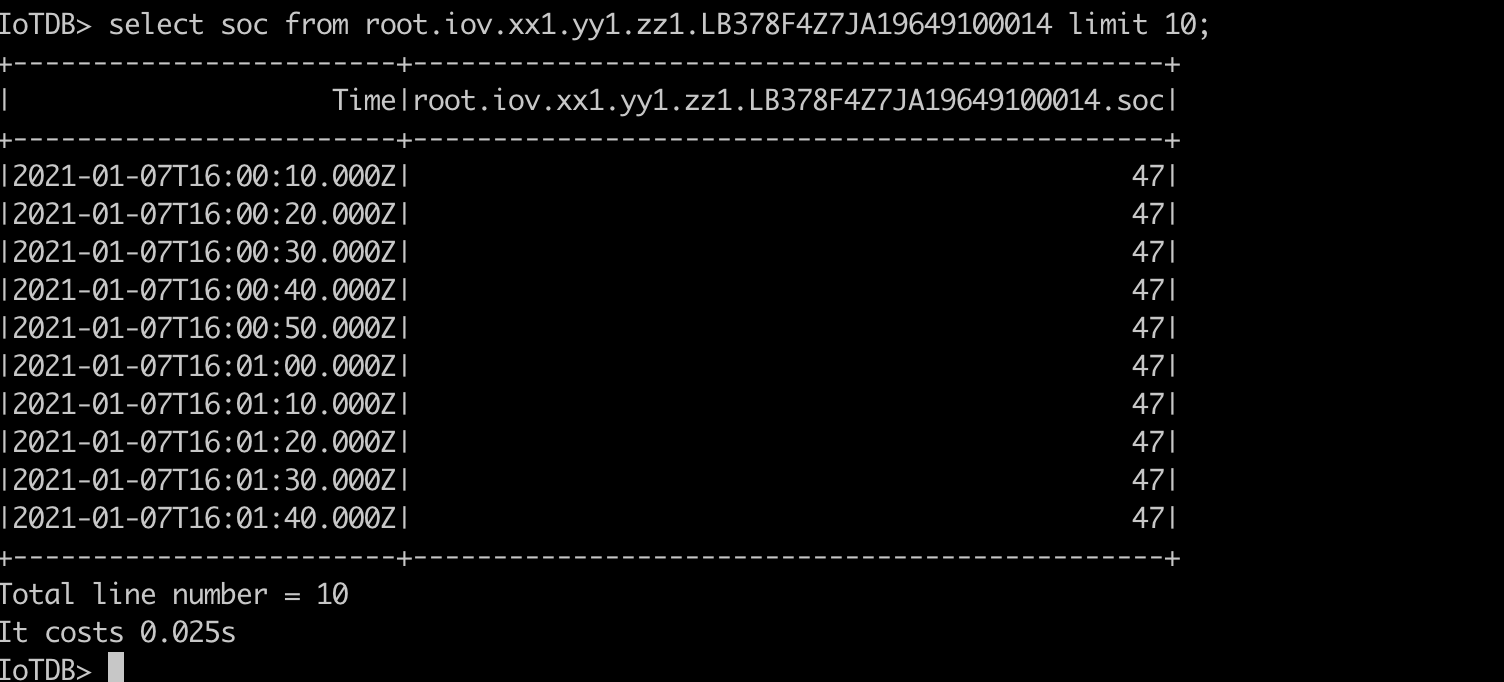 IoTDB> select soc from root.iov.xx1.yy1.zz1.LB378F4Z7JA19649100014 limit 10;
+------------------------+-----------------------------------------------+
|                    Time|root.iov.xx1.yy1.zz1.LB378F4Z7JA19649100014.soc|
+------------------------+-----------------------------------------------+
|2021-01-07T16:00:10.000Z|                                             47|
|2021-01-07T16:00:20.000Z|                                             47|
|2021-01-07T16:00:30.000Z|                                             47|
|2021-01-07T16:00:40.000Z|                                             47|
|2021-01-07T16:00:50.000Z|                                             47|
|2021-01-07T16:01:00.000Z|                                             47|
|2021-01-07T16:01:10.000Z|                                             47|
|2021-01-07T16:01:20.000Z|                                             47|
|2021-01-07T16:01:30.000Z|                                             47|
|2021-01-07T16:01:40.000Z|                                             47|
+------------------------+-----------------------------------------------+
Total line number = 10
It costs 0.025s
IoTDB>